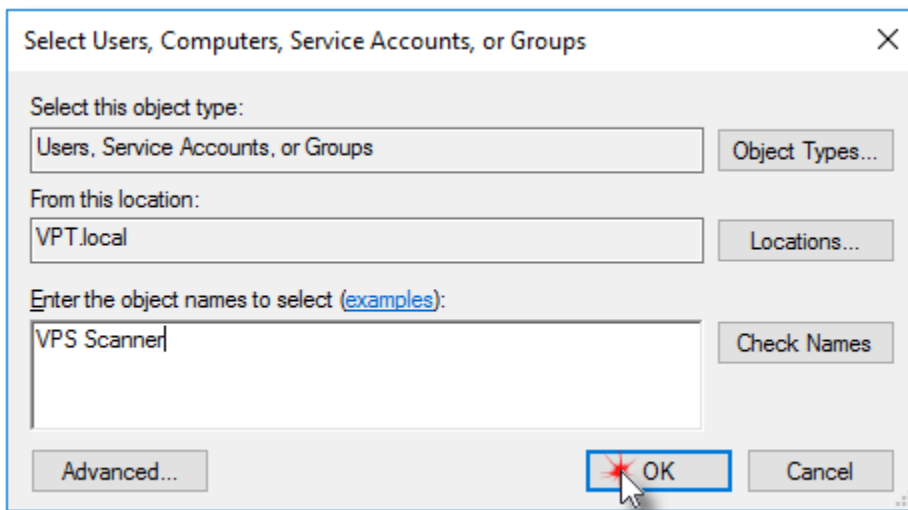 Select Users, Computers, Service Accounts, or Groups
Select this object type:
Users, Service Accounts, or Groups
Object Types...
From this location:
VPT.local
Locations...
Enter the object names to select (examples):
VPS Scanner
Check Names
Advanced...
OK
Cancel